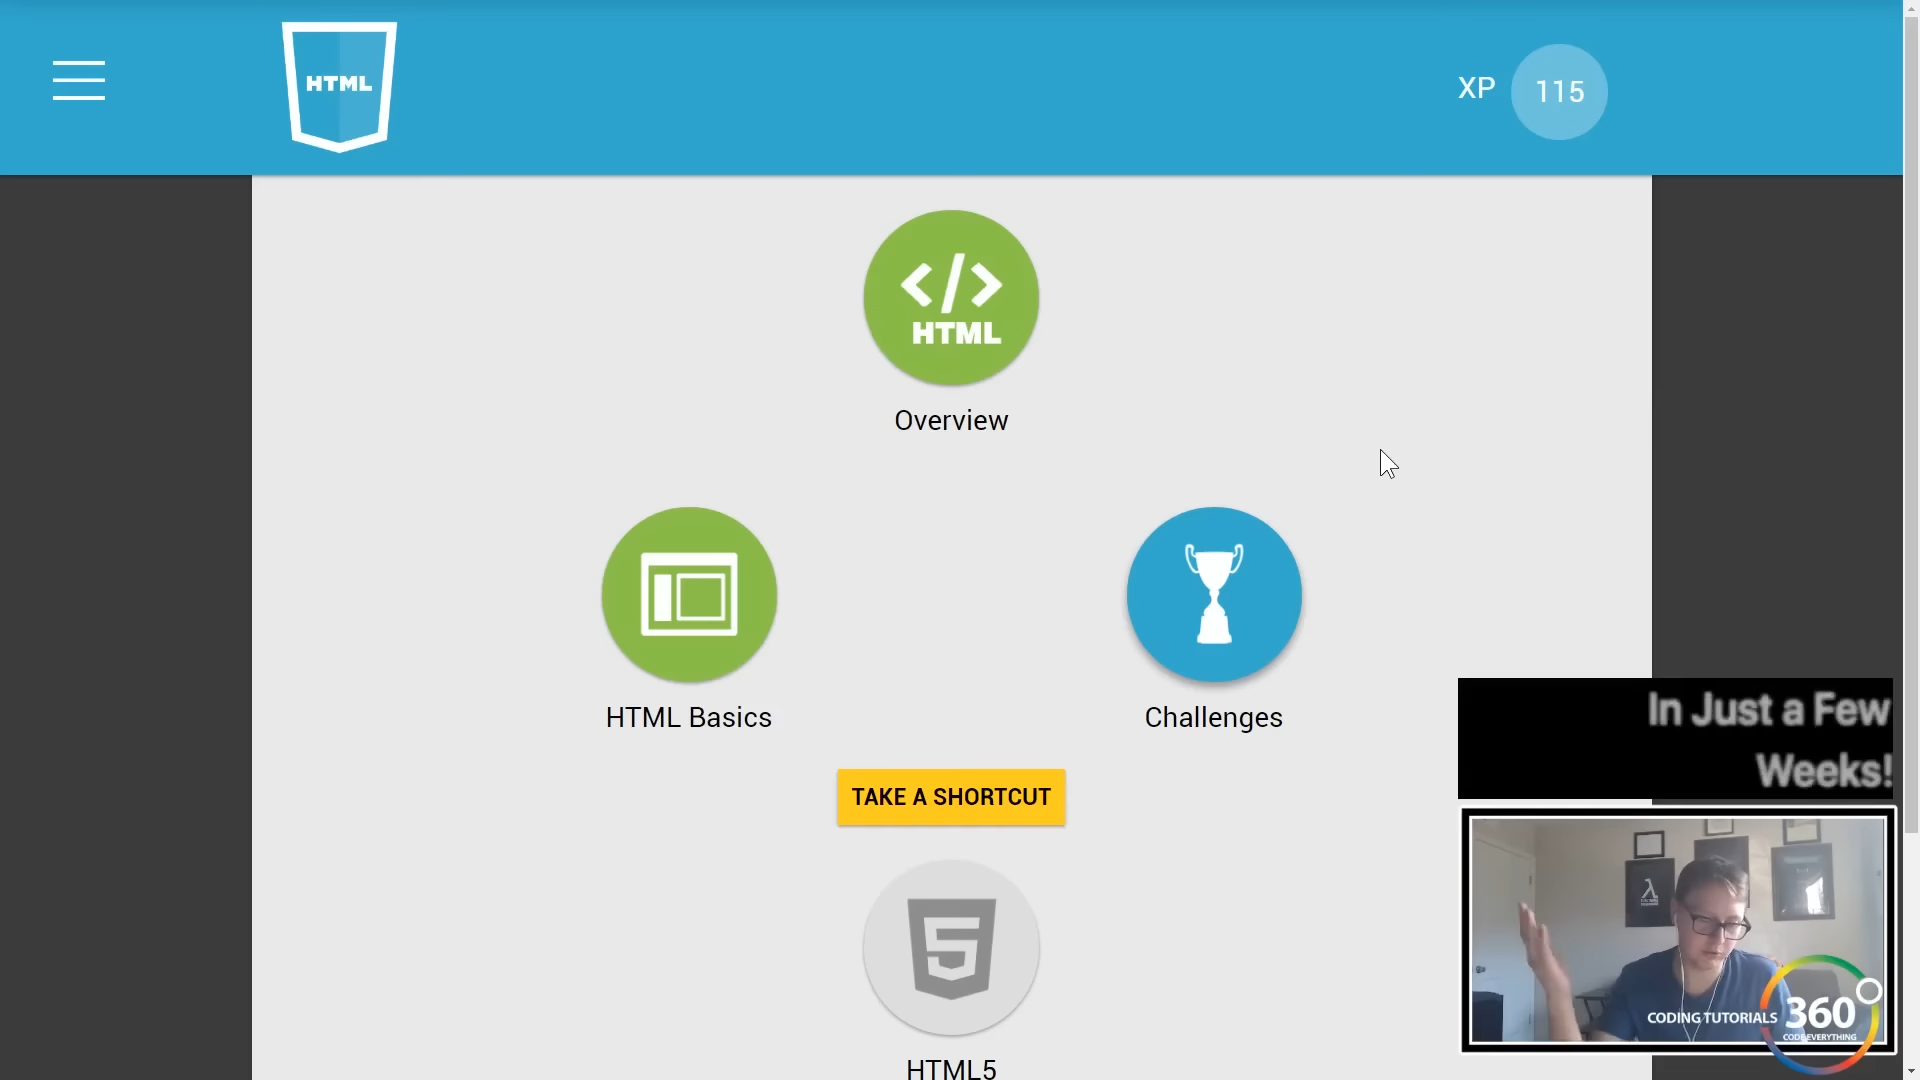 HTML
XP 115
</>
HTML
Overview
HTML Basics
Challenges
TAKE A SHORTCUT
5
HTML5
In Just a Few
Weeks!
λ
CODING TUTORIALS 360
CODE EVERYTHING